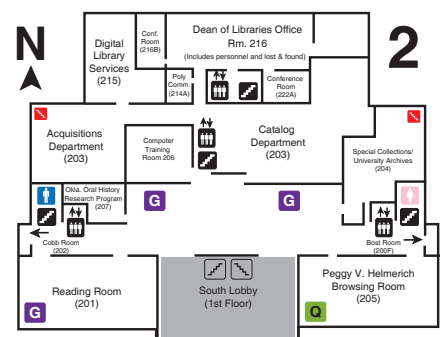 N
2
Conf.
Room
(216B)
Dean of Libraries Office
Rm. 216
(Includes personnel and lost & found)
Digital
Library
Services
(215)
Poly
Comm.
(214A)
Conference
Room
(222A)
Acquisitions
Department
(203)
Computer
Training
Room 206
Catalog
Department
(203)
Special Collections/
University Archives
(204)
Okla. Oral History
Research Program
(207)
G
G
Cobb Room
(202)
Bost Room
(200F)
Reading Room
(201)
G
South Lobby
(1st Floor)
Peggy V. Helmerich
Browsing Room
(205)
Q